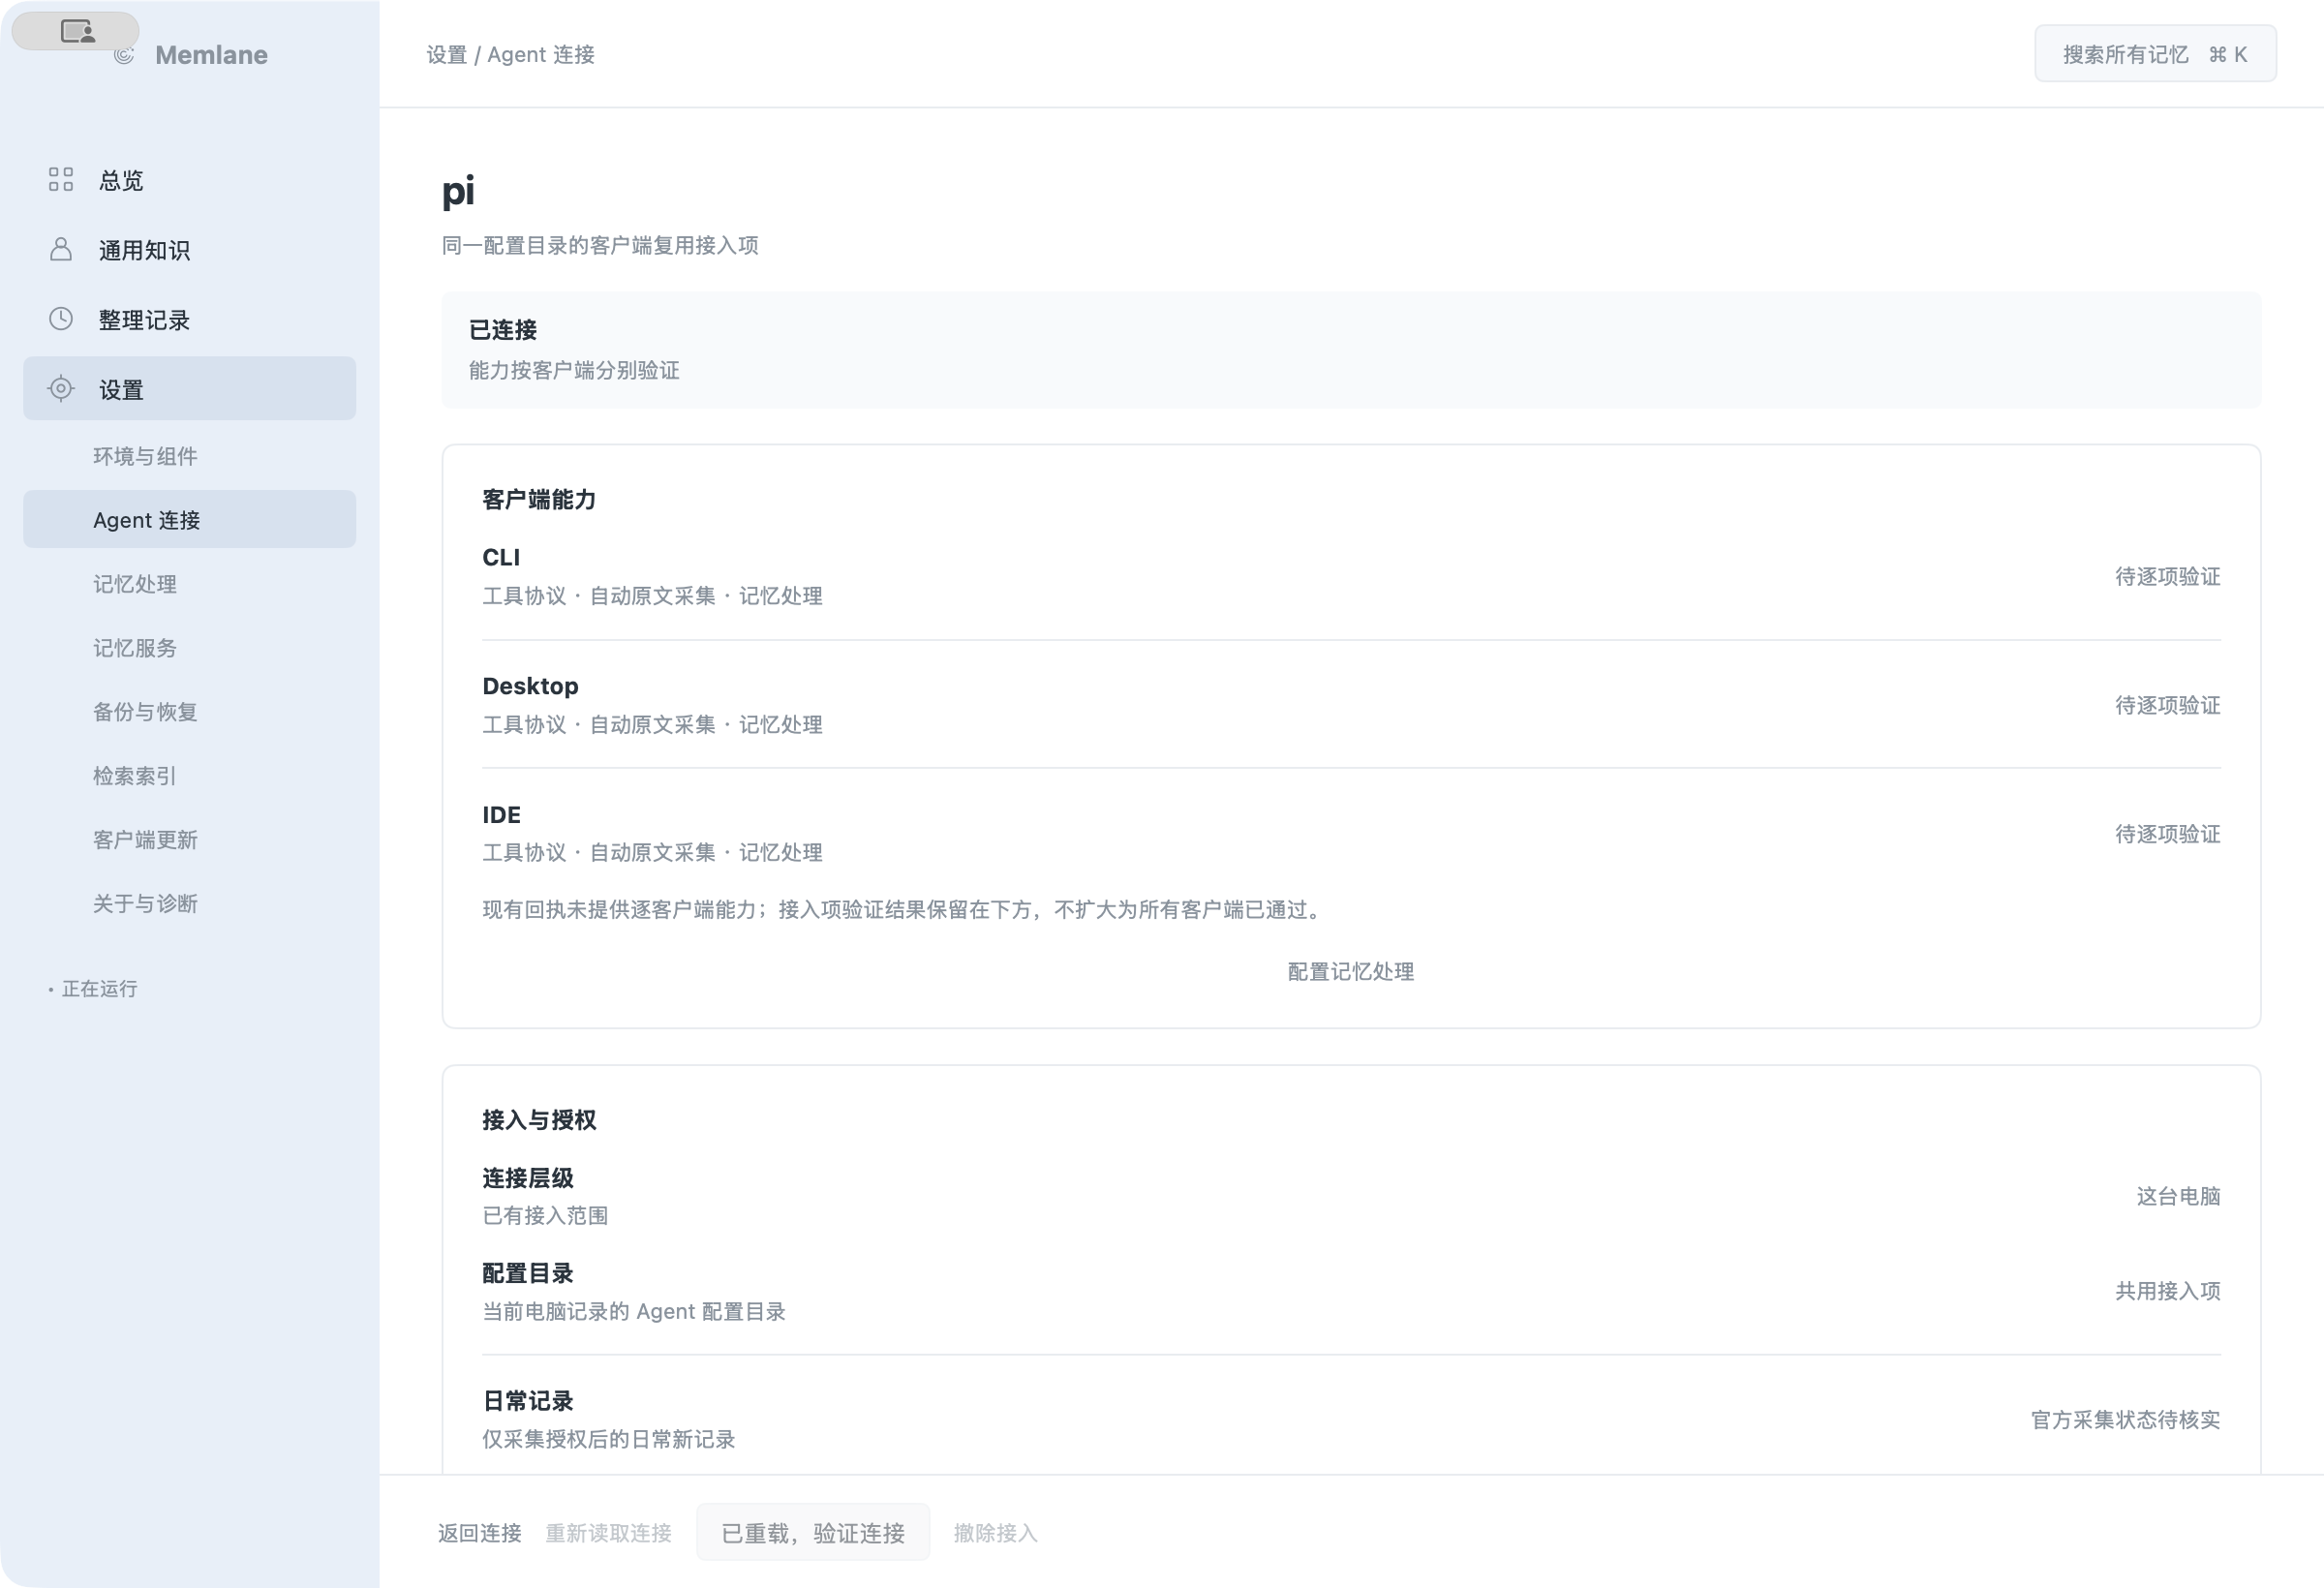 Memlane
设置 / Agent 连接
搜索所有记忆 ⌘ K
总览
通用知识
整理记录
设置
环境与组件
Agent 连接
记忆处理
记忆服务
备份与恢复
检索索引
客户端更新
关于与诊断
• 正在运行
pi
同一配置目录的客户端复用接入项
已连接
能力按客户端分别验证
客户端能力
CLI
工具协议 · 自动原文采集 · 记忆处理
待逐项验证
Desktop
工具协议 · 自动原文采集 · 记忆处理
待逐项验证
IDE
工具协议 · 自动原文采集 · 记忆处理
待逐项验证
现有回执未提供逐客户端能力；接入项验证结果保留在下方，不扩大为所有客户端已通过。
配置记忆处理
接入与授权
连接层级
已有接入范围
这台电脑
配置目录
当前电脑记录的 Agent 配置目录
共用接入项
日常记录
仅采集授权后的日常新记录
官方采集状态待核实
返回连接 重新读取连接 已重载，验证连接 撤除接入